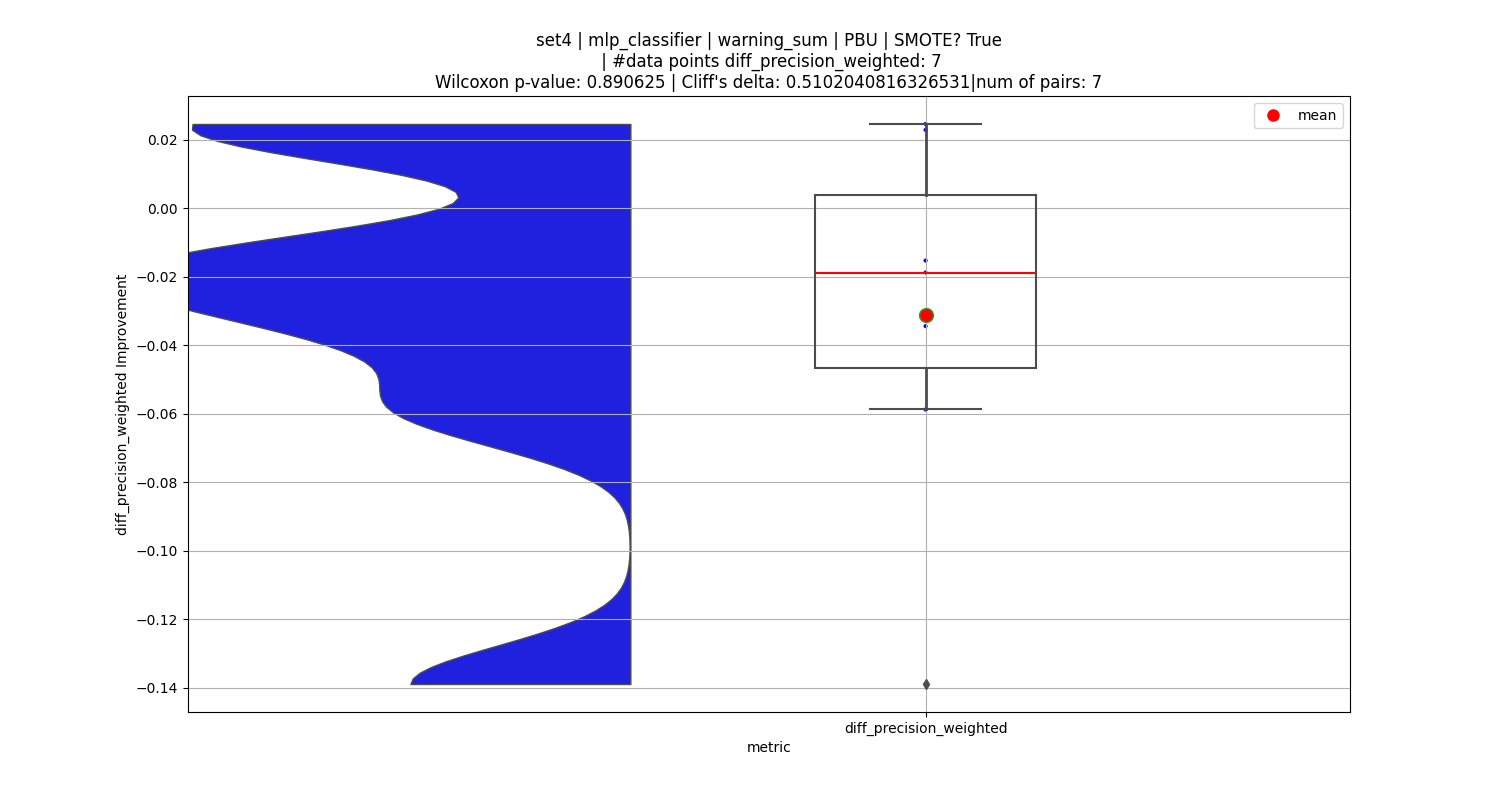 set4 | mlp_classifier | warning_sum | PBU | SMOTE? True
| #data points diff_precision_weighted: 7
Wilcoxon p-value: 0.890625 | Cliff's delta: 0.5102040816326531|num of pairs: 7
mean
0.02
0.00
−0.02
−0.04
−0.06
−0.08
−0.10
−0.12
−0.14
diff_precision_weighted Improvement
diff_precision_weighted
metric